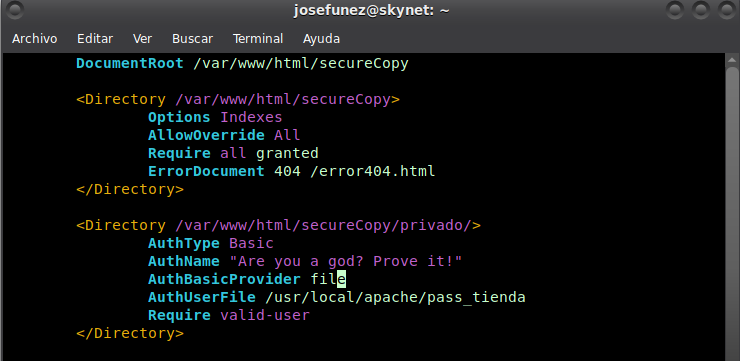 josefunez@skynet: ~
Archivo Editar Ver Buscar Terminal Ayuda
DocumentRoot /var/www/html/secureCopy
<Directory /var/www/html/secureCopy>
Options Indexes
AllowOverride All
Require all granted
ErrorDocument 404 /error404.html
</Directory>
<Directory /var/www/html/secureCopy/privado/>
AuthType Basic
AuthName "Are you a god? Prove it!"
AuthBasicProvider file
AuthUserFile /usr/local/apache/pass_tienda
Require valid-user
</Directory>